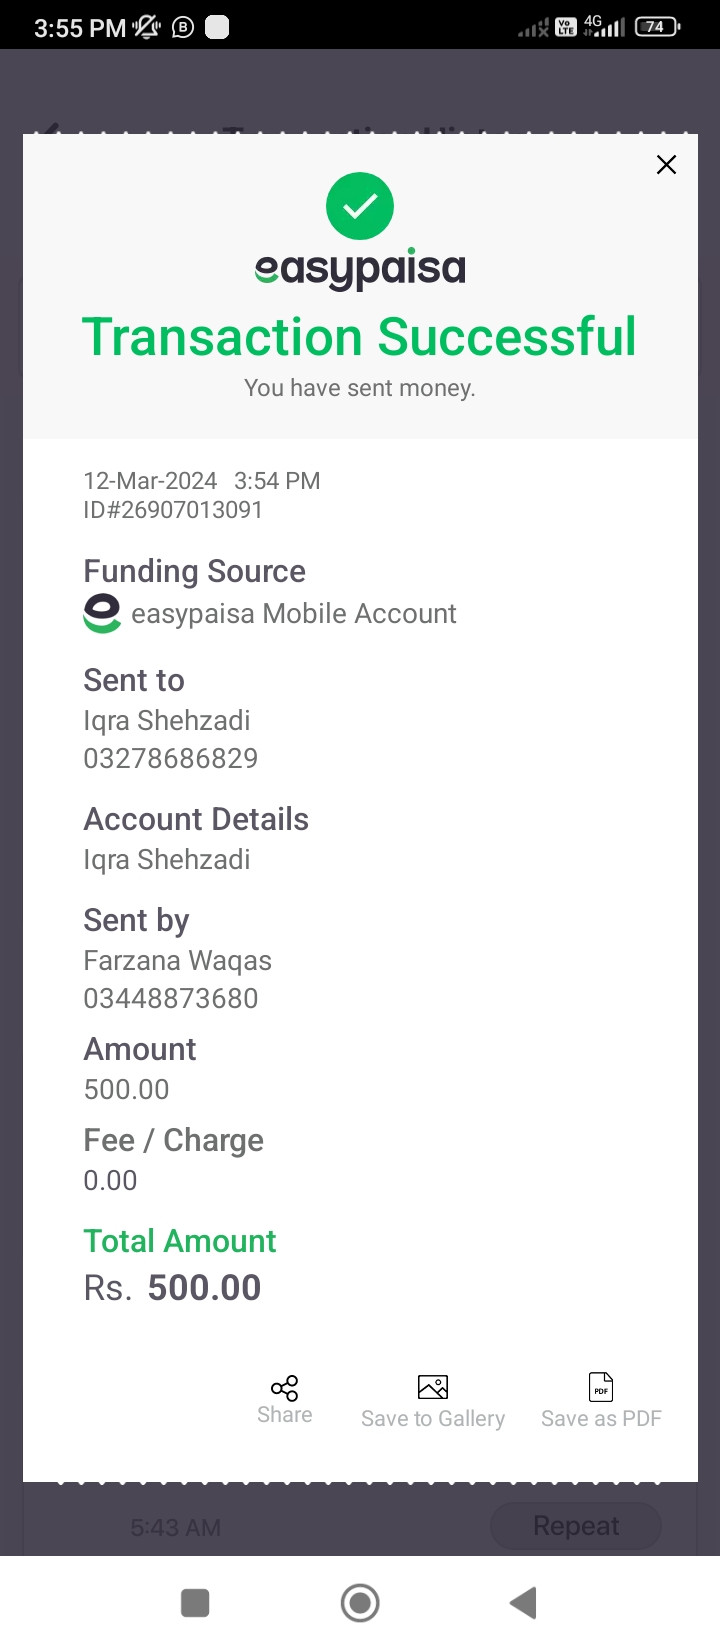 3:55 PM
B
Vo
LTE
4G
74
easypaisa
Transaction Successful
You have sent money.
12-Mar-2024 3:54 PM
ID#26907013091
Funding Source
easypaisa Mobile Account
Sent to
Iqra Shehzadi
03278686829
Account Details
Iqra Shehzadi
Sent by
Farzana Waqas
03448873680
Amount
500.00
Fee / Charge
0.00
Total Amount
Rs. 500.00
PDF
Share
Save to Gallery
Save as PDF
5:43 AM
Repeat